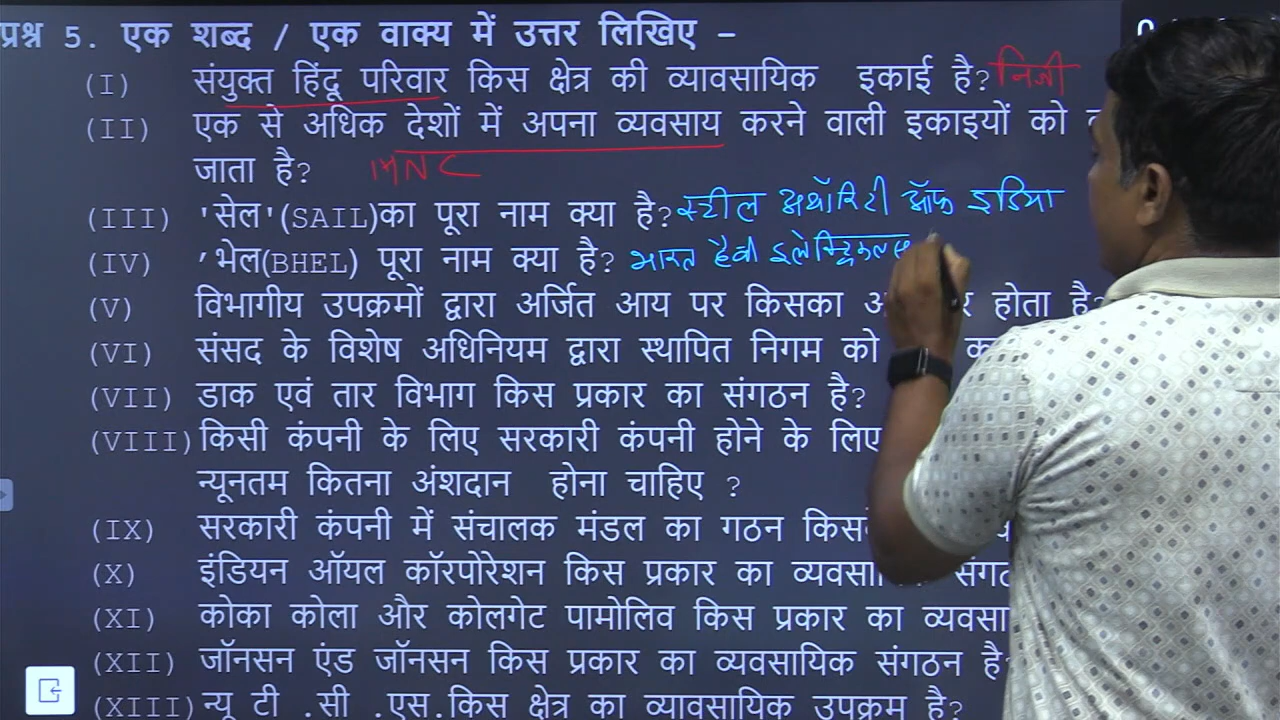 प्रश्न 5. एक शब्द / एक वाक्य में उत्तर लिखिए –
(I) संयुक्त हिंदू परिवार किस क्षेत्र की व्यावसायिक इकाई है? निजी
(II) एक से अधिक देशों में अपना व्यवसाय करने वाली इकाइयों को
जाता है? MNC
(III) 'सेल'(SAIL)का पूरा नाम क्या है? स्टील अथॉरिटी ऑफ इंडिया
(IV) ’भेल(BHEL) पूरा नाम क्या है? भारत हैवी इलेक्ट्रिकल्स
(V) विभागीय उपक्रमों द्वारा अर्जित आय पर किसका होता है?
(VI) संसद के विशेष अधिनियम द्वारा स्थापित निगम को
(VII) डाक एवं तार विभाग किस प्रकार का संगठन है?
(VIII) किसी कंपनी के लिए सरकारी कंपनी होने के लिए
न्यूनतम कितना अंशदान होना चाहिए ?
(IX) सरकारी कंपनी में संचालक मंडल का गठन
(X) इंडियन ऑयल कॉरपोरेशन किस प्रकार का
(XI) कोका कोला और कोलगेट पामोलिव किस प्रकार का
(XII) जॉनसन एंड जॉनसन किस प्रकार का व्यवसायिक संगठन है?
(XIII) न्यू टी .सी .एस.किस क्षेत्र का व्यावसायिक उपक्रम है?